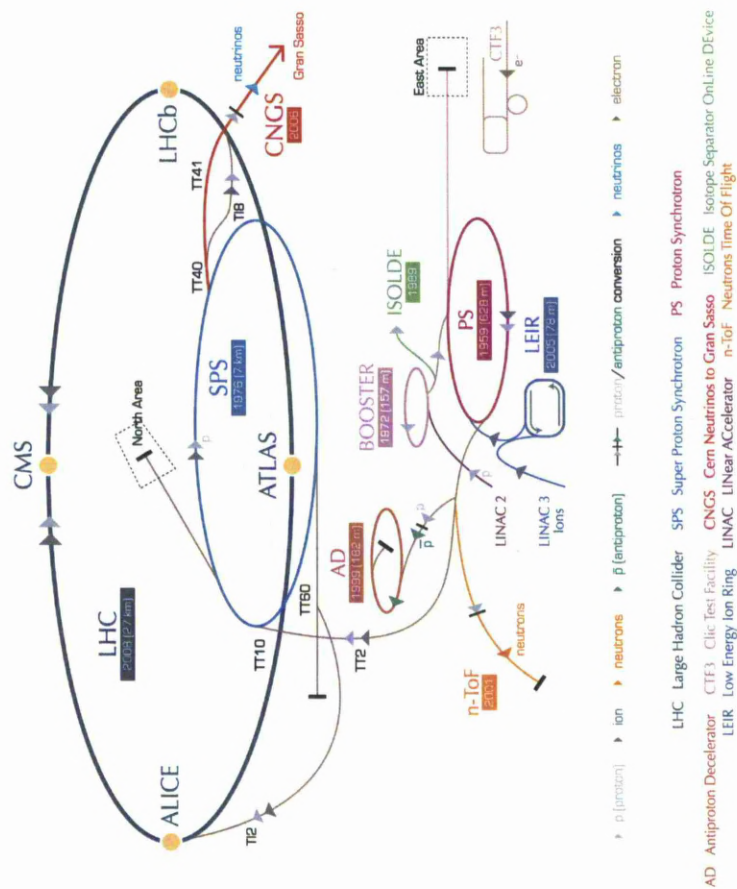 CMS
LHC
2008 (27 km)
North Area
ALICE
LHCb
TT40
TT41
SPS
1976 (7 km)
TI8
neutrinos
TI2
TT10
ATLAS
CNGS
2006
Gran Sasso
TT60
p
AD
1999 (182 m)
TT2
BOOSTER
1972 (157 m)
ISOLDE
1989
East Area
p
p̄
n-ToF
2001
neutrons
PS
1959 (628 m)
CTF3
e-
LINAC 2
p
LEIR
2005 (78 m)
LINAC 3
Ions
p [proton] ion neutrons p̄ [antiproton] proton/antiproton conversion neutrinos electron
LHC Large Hadron Collider SPS Super Proton Synchrotron PS Proton Synchrotron
AD Antiproton Decelerator CTF3 Clic Test Facility CNGS Cern Neutrinos to Gran Sasso ISOLDE Isotope Separator OnLine DEvice
LEIR Low Energy Ion Ring LINAC LINear ACcelerator n-ToF Neutrons Time Of Flight